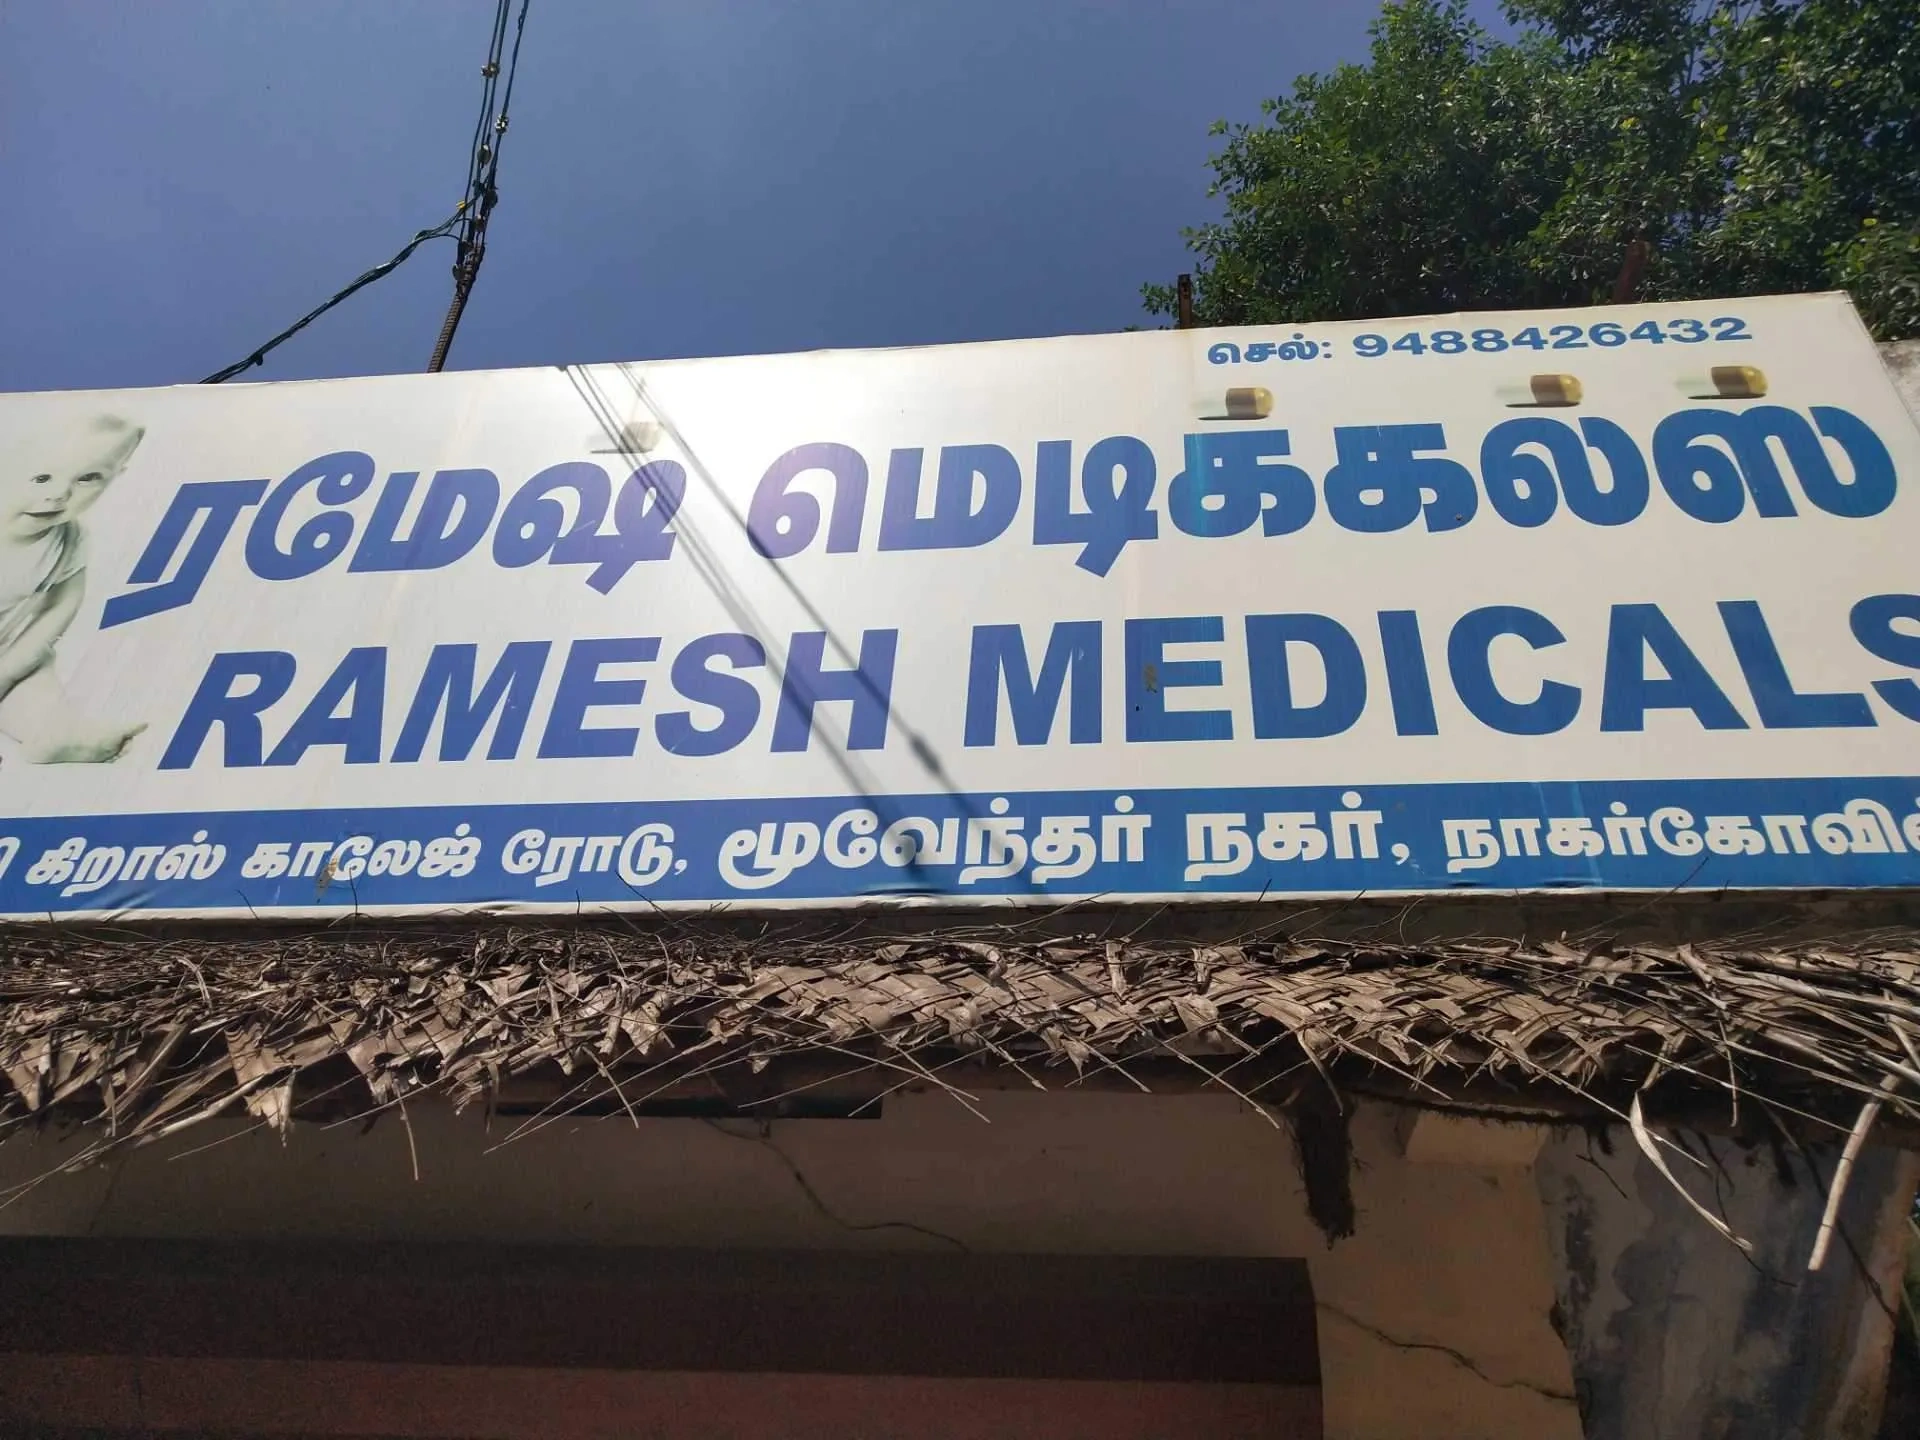 செல்: 9488426432
ரமேஷ் மெடிக்கல்ஸ்
RAMESH MEDICALS
கிறாஸ் காலேஜ் ரோடு, மூவேந்தர் நகர், நாகர்கோவில்